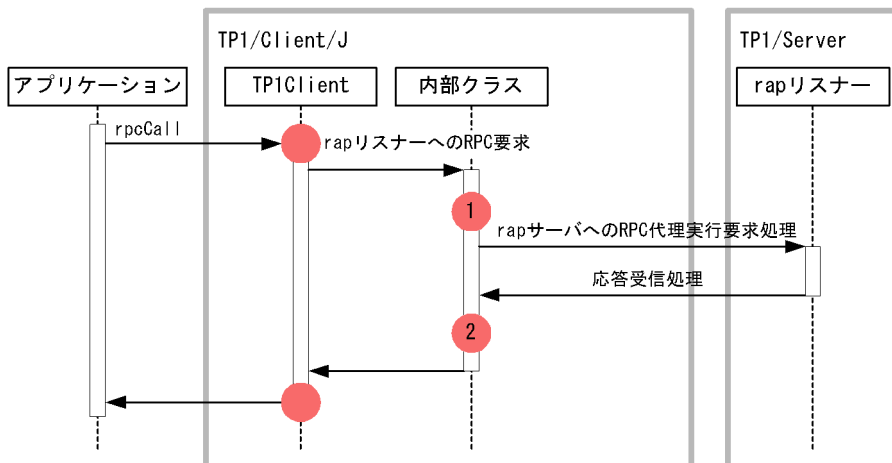 TP1/Client/J
TP1/Server
アプリケーション
TP1Client
内部クラス
rapリスナー
rpcCall
rapリスナーへのRPC要求
1
rapサーバへのRPC代理実行要求処理
応答受信処理
2